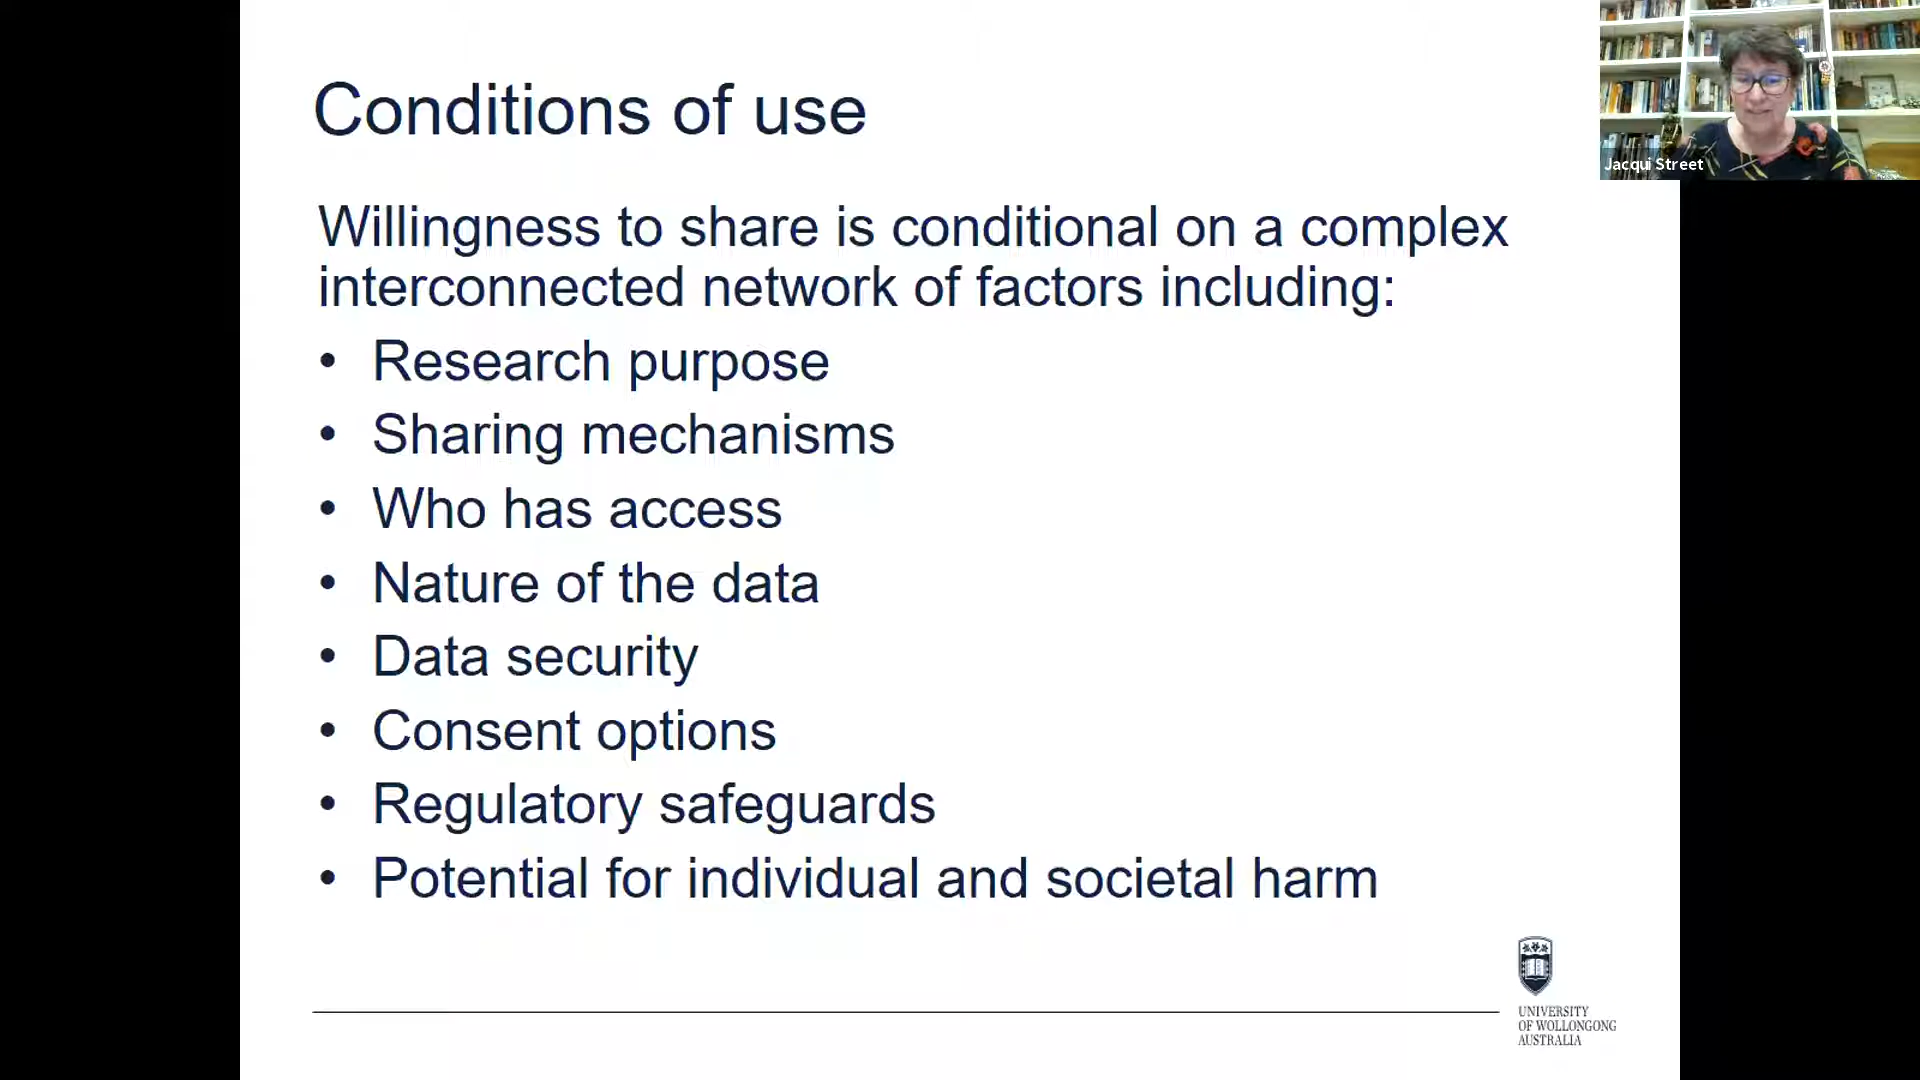 Conditions of use
Jacqui Street
Willingness to share is conditional on a complex
interconnected network of factors including:
• Research purpose
• Sharing mechanisms
• Who has access
• Nature of the data
• Data security
• Consent options
• Regulatory safeguards
• Potential for individual and societal harm
UNIVERSITY
OF WOLLONGONG
AUSTRALIA